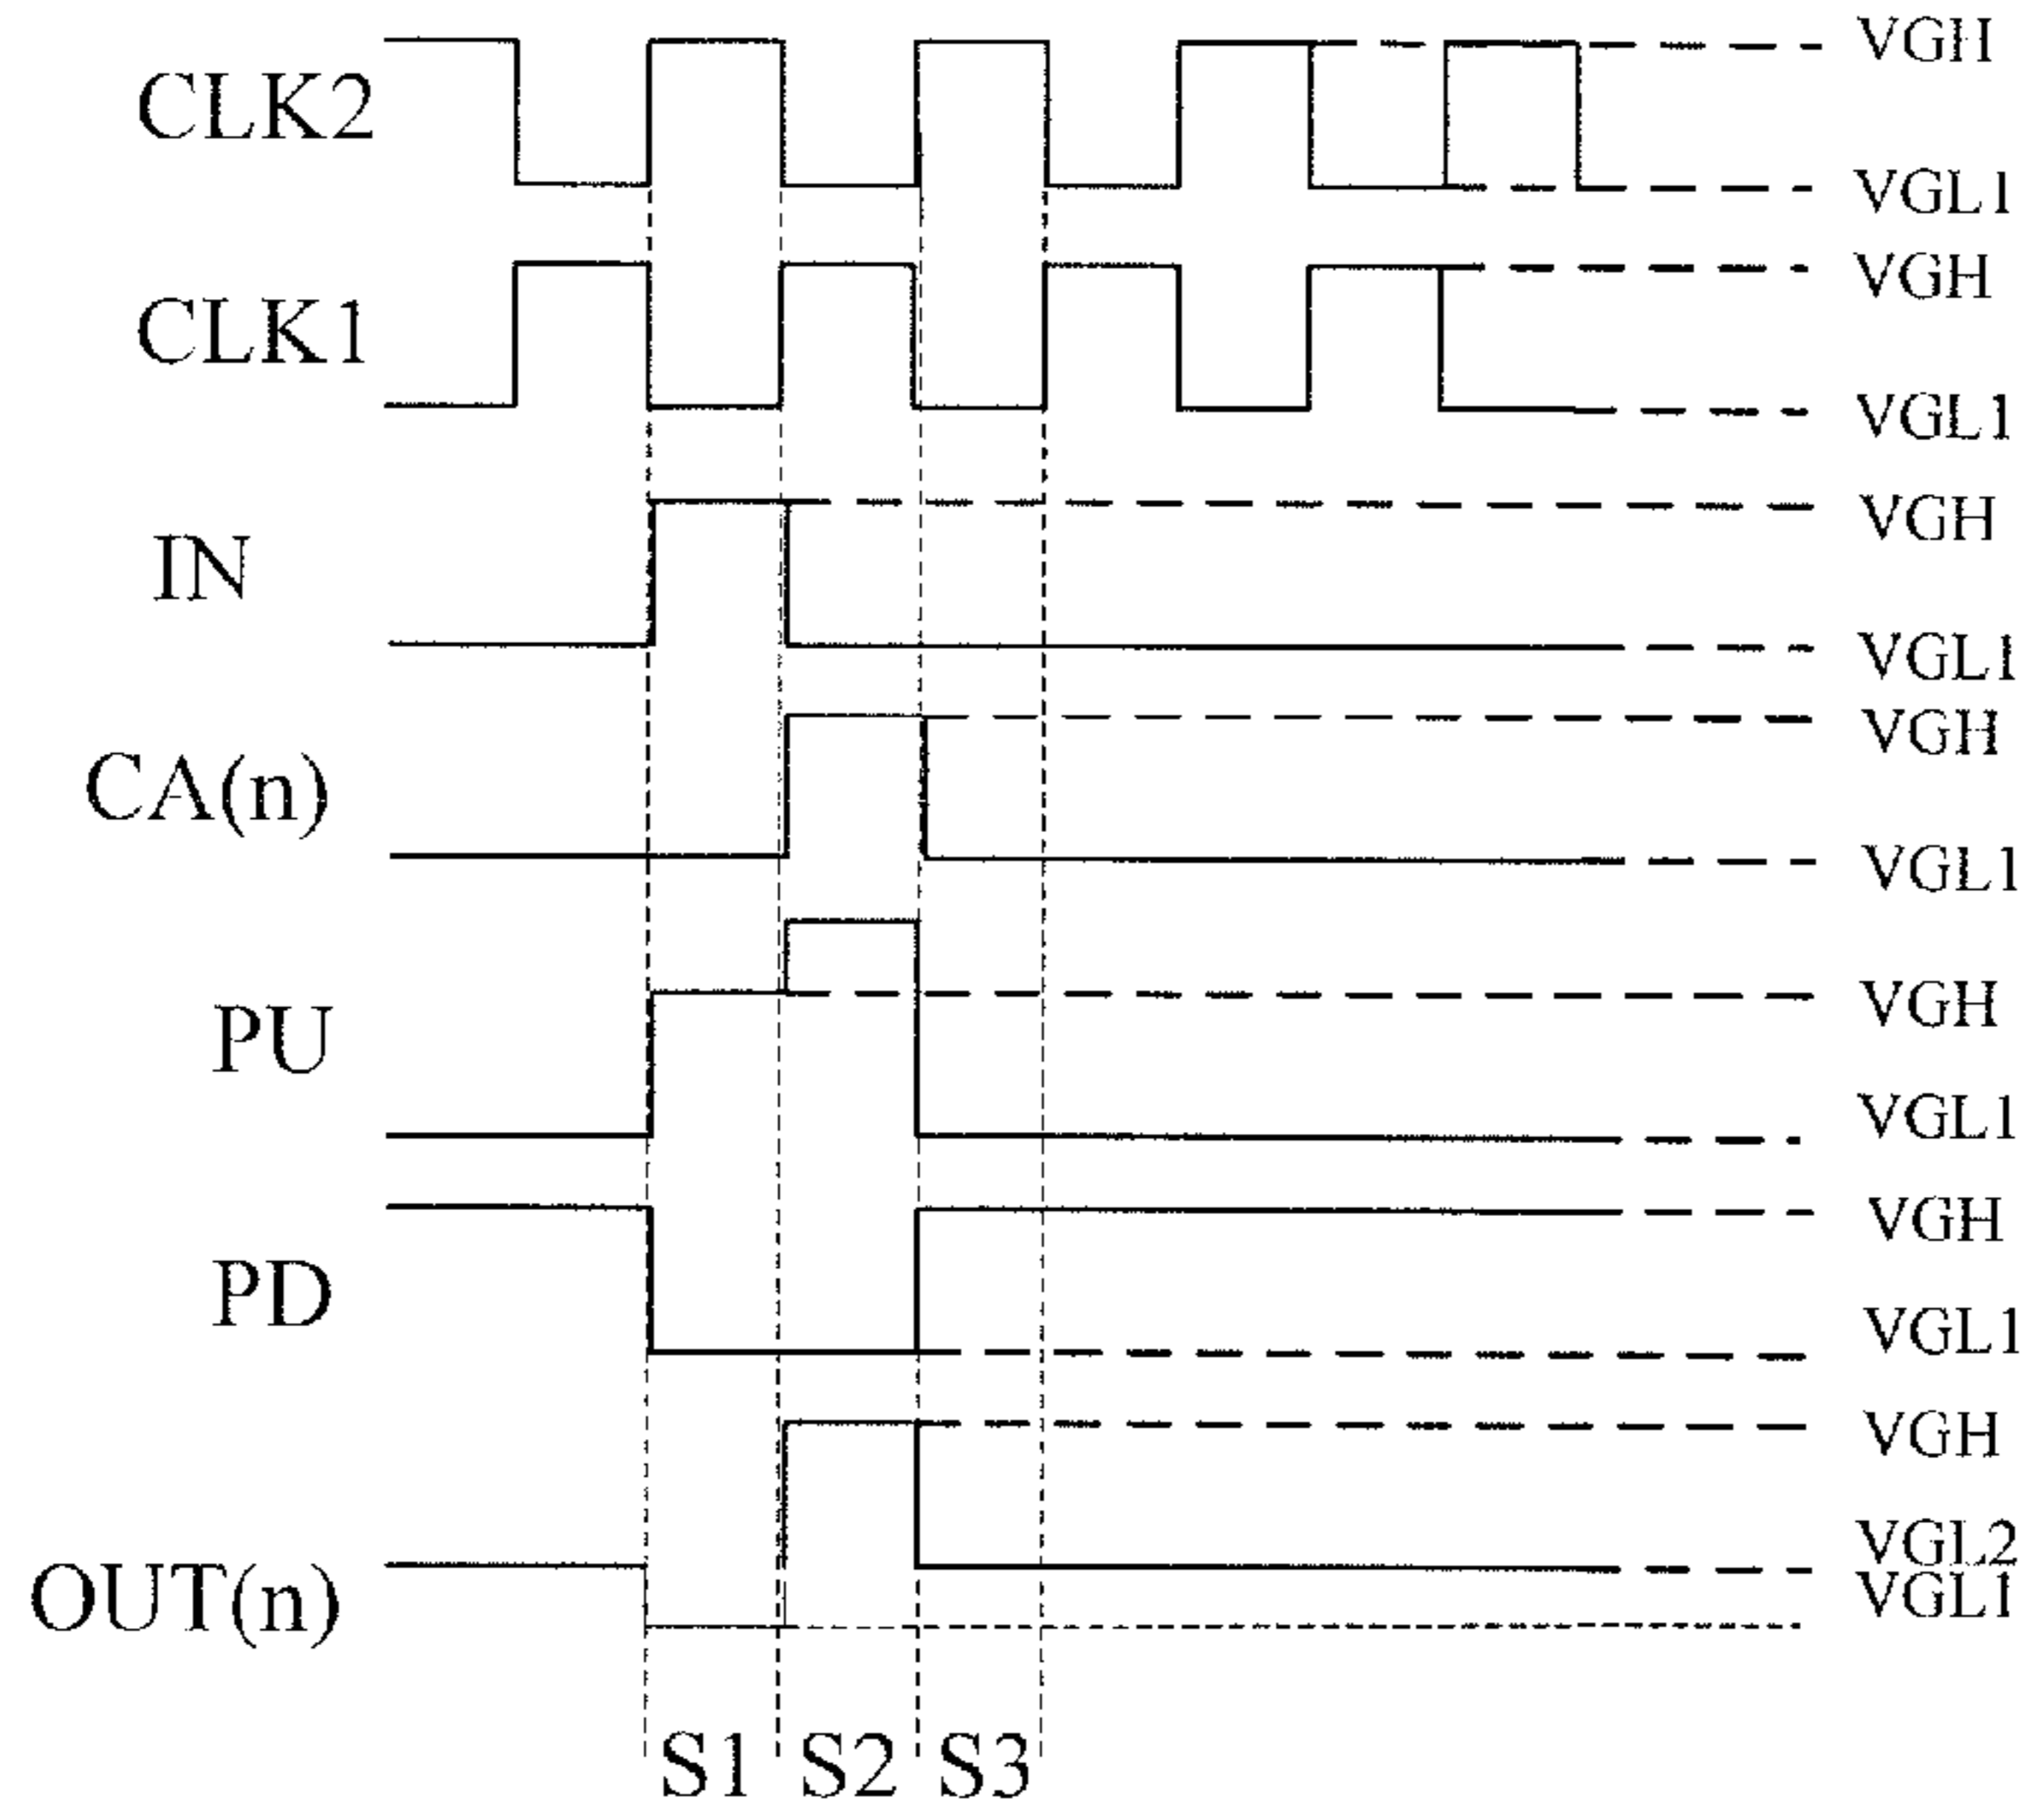 VGH
CLK2
VGL1
VGH
CLK1
VGL1
VGH
IN
VGL1
VGH
CA(n)
VGL1
VGH
PU
VGL1
VGH
PD
VGL1
VGH
VGL2
OUT(n)
VGL1
S1 S2 S3